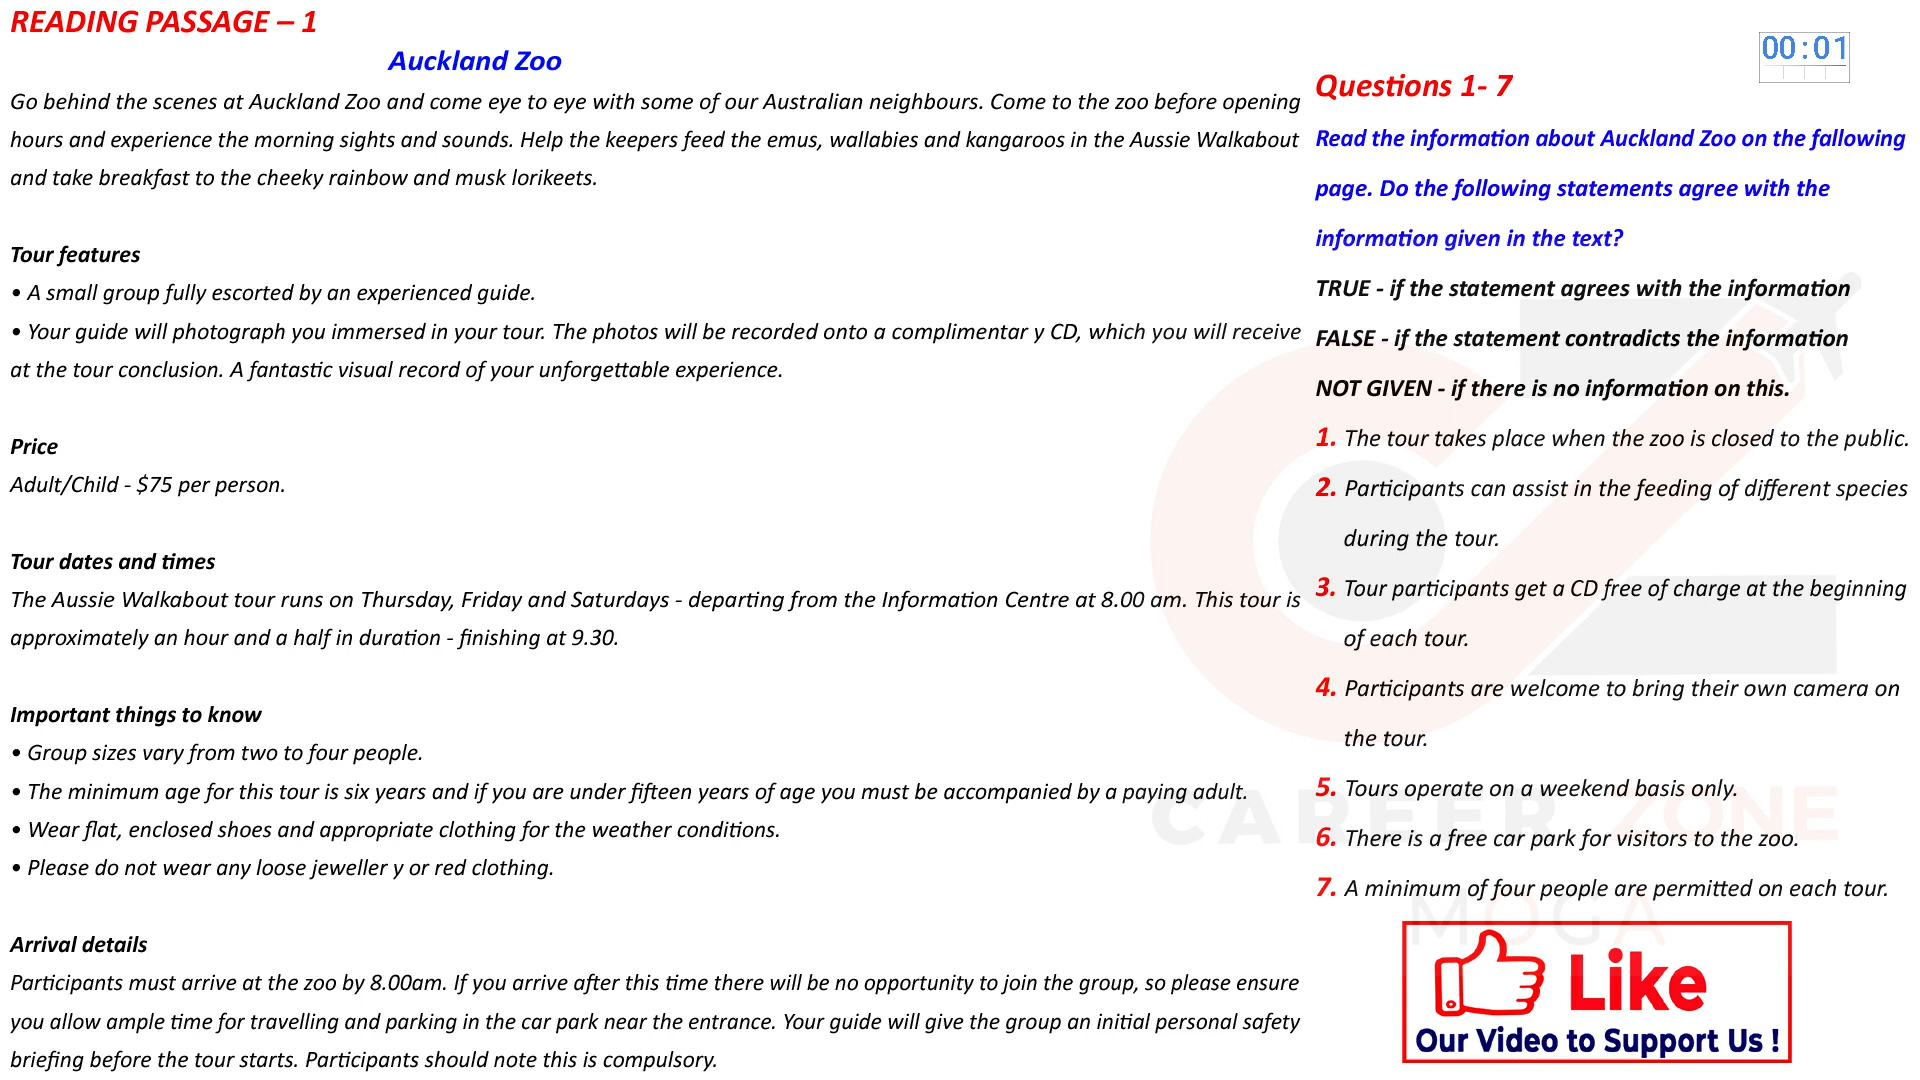 READING PASSAGE – 1
Auckland Zoo
Go behind the scenes at Auckland Zoo and come eye to eye with some of our Australian neighbours. Come to the zoo before opening
hours and experience the morning sights and sounds. Help the keepers feed the emus, wallabies and kangaroos in the Aussie Walkabout
and take breakfast to the cheeky rainbow and musk lorikeets.
Tour features
• A small group fully escorted by an experienced guide.
• Your guide will photograph you immersed in your tour. The photos will be recorded onto a complimentar y CD, which you will receive
at the tour conclusion. A fantastic visual record of your unforgettable experience.
Price
Adult/Child - $75 per person.
Tour dates and times
The Aussie Walkabout tour runs on Thursday, Friday and Saturdays - departing from the Information Centre at 8.00 am. This tour is
approximately an hour and a half in duration - finishing at 9.30.
Important things to know
• Group sizes vary from two to four people.
• The minimum age for this tour is six years and if you are under fifteen years of age you must be accompanied by a paying adult.
• Wear flat, enclosed shoes and appropriate clothing for the weather conditions.
• Please do not wear any loose jeweller y or red clothing.
Arrival details
Participants must arrive at the zoo by 8.00am. If you arrive after this time there will be no opportunity to join the group, so please ensure
you allow ample time for travelling and parking in the car park near the entrance. Your guide will give the group an initial personal safety
briefing before the tour starts. Participants should note this is compulsory.
00:01
Questions 1- 7
Read the information about Auckland Zoo on the fallowing
page. Do the following statements agree with the
information given in the text?
TRUE - if the statement agrees with the information
FALSE - if the statement contradicts the information
NOT GIVEN - if there is no information on this.
1. The tour takes place when the zoo is closed to the public.
2. Participants can assist in the feeding of different species
during the tour.
3. Tour participants get a CD free of charge at the beginning
of each tour.
4. Participants are welcome to bring their own camera on
the tour.
5. Tours operate on a weekend basis only.
6. There is a free car park for visitors to the zoo.
7. A minimum of four people are permitted on each tour.
CAREER ZONE
MOGA
Like
Our Video to Support Us !